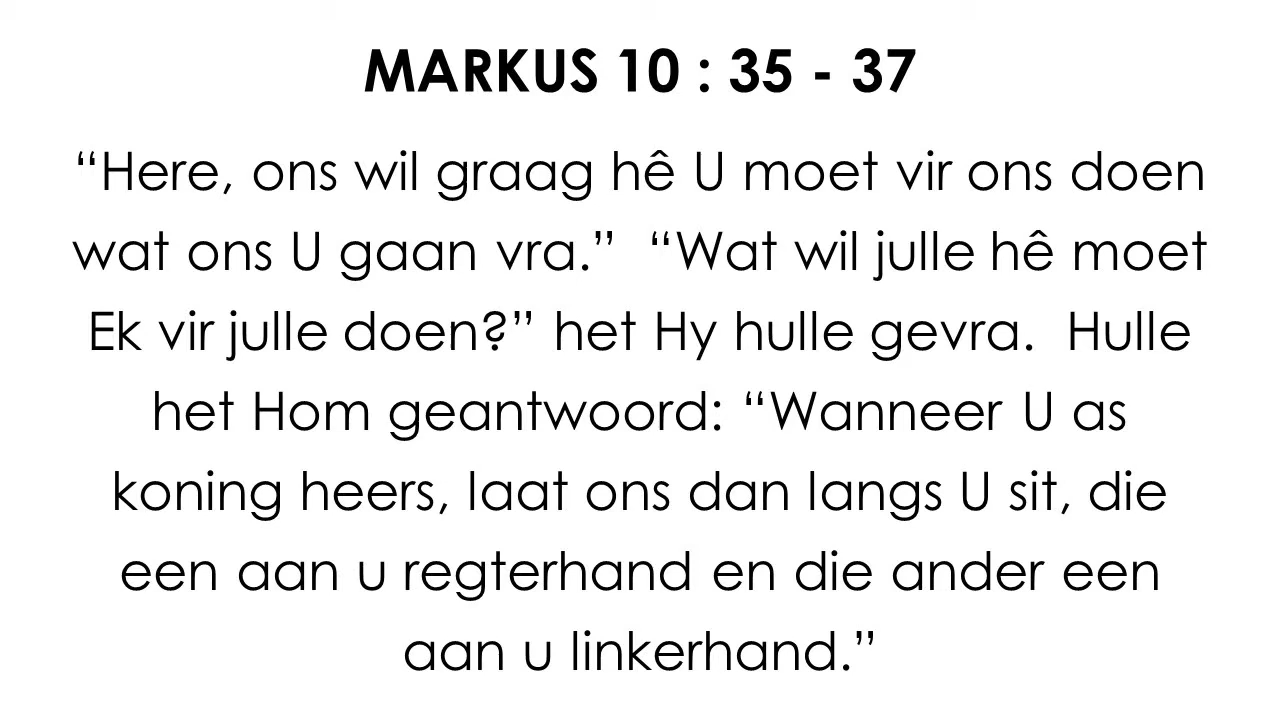 MARKUS 10 : 35 - 37
“Here, ons wil graag hê U moet vir ons doen
wat ons U gaan vra.”  “Wat wil julle hê moet
Ek vir julle doen?” het Hy hulle gevra.  Hulle
het Hom geantwoord: “Wanneer U as
koning heers, laat ons dan langs U sit, die
een aan u regterhand en die ander een
aan u linkerhand.”